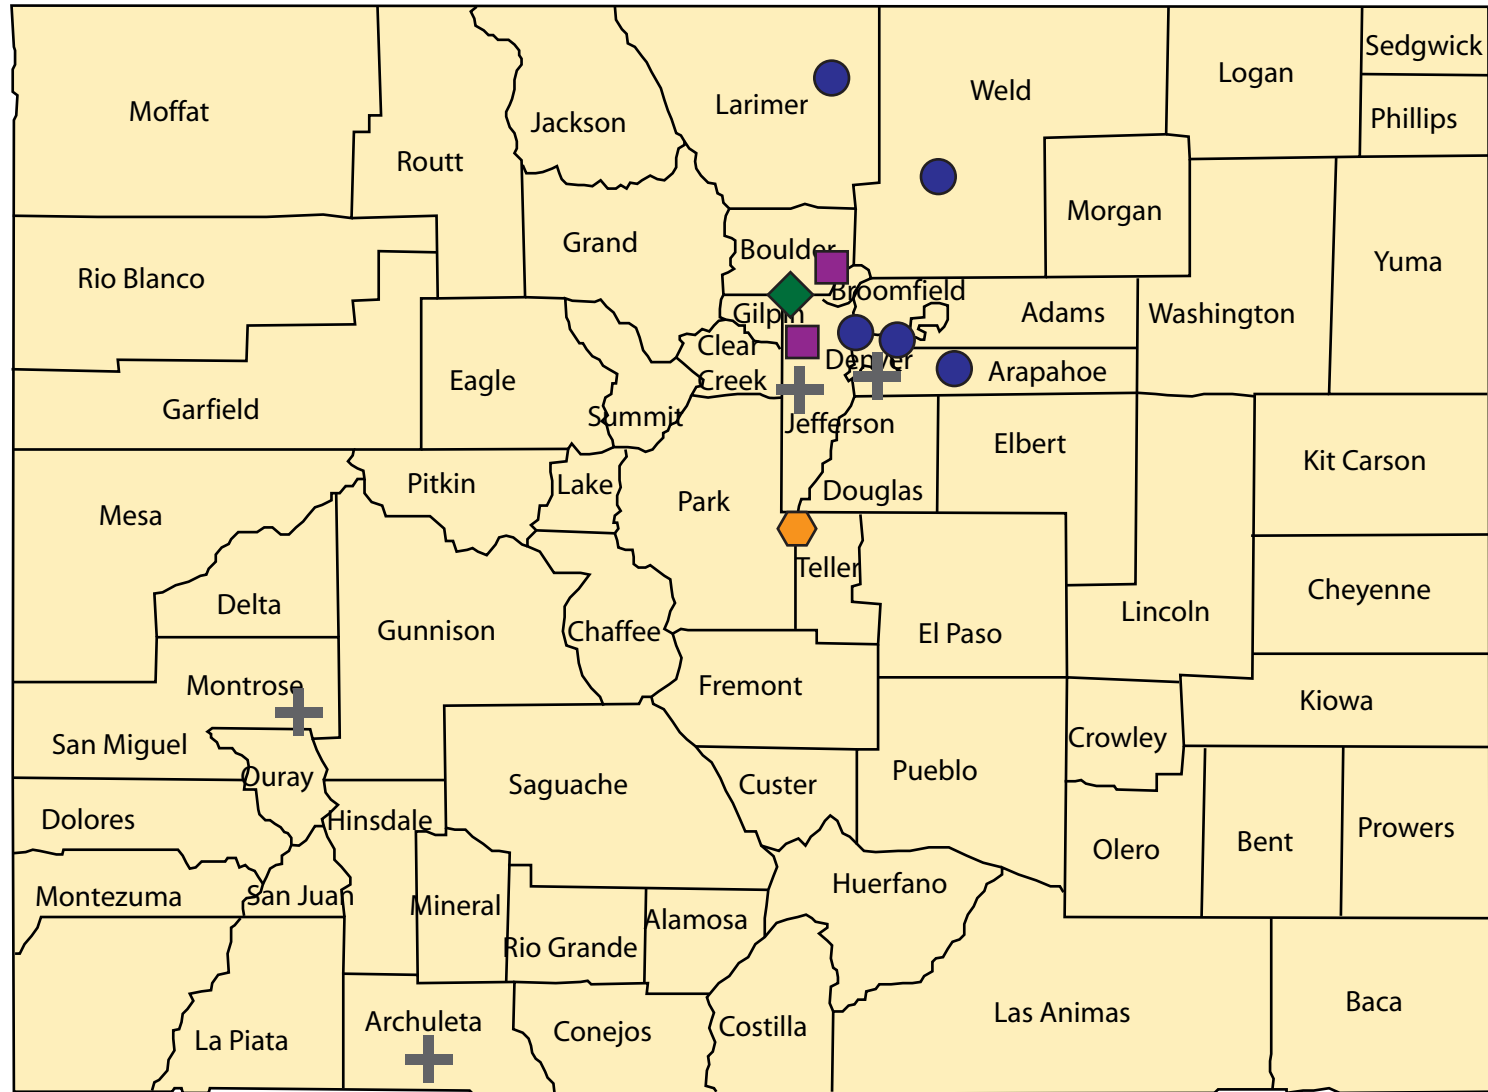 Sedgwick
Logan
Weld
Larimer
Moffat
Phillips
Jackson
Routt
Morgan
Grand
Boulder
Yuma
Rio Blanco
Broomfield
Gilpin
Adams
Washington
Clear
Creek
Denver
Arapahoe
Eagle
Garfield
Summit
Jefferson
Elbert
Kit Carson
Pitkin
Lake
Douglas
Park
Mesa
Teller
Cheyenne
Delta
Lincoln
Gunnison
Chaffee
El Paso
Montrose
Fremont
Kiowa
San Miguel
Crowley
Ouray
Saguache
Custer
Pueblo
Dolores
Hinsdale
Prowers
Bent
Olero
Huerfano
Montezuma
San Juan
Mineral
Alamosa
Rio Grande
Baca
Las Animas
Archuleta
Conejos
Costilla
La Piata